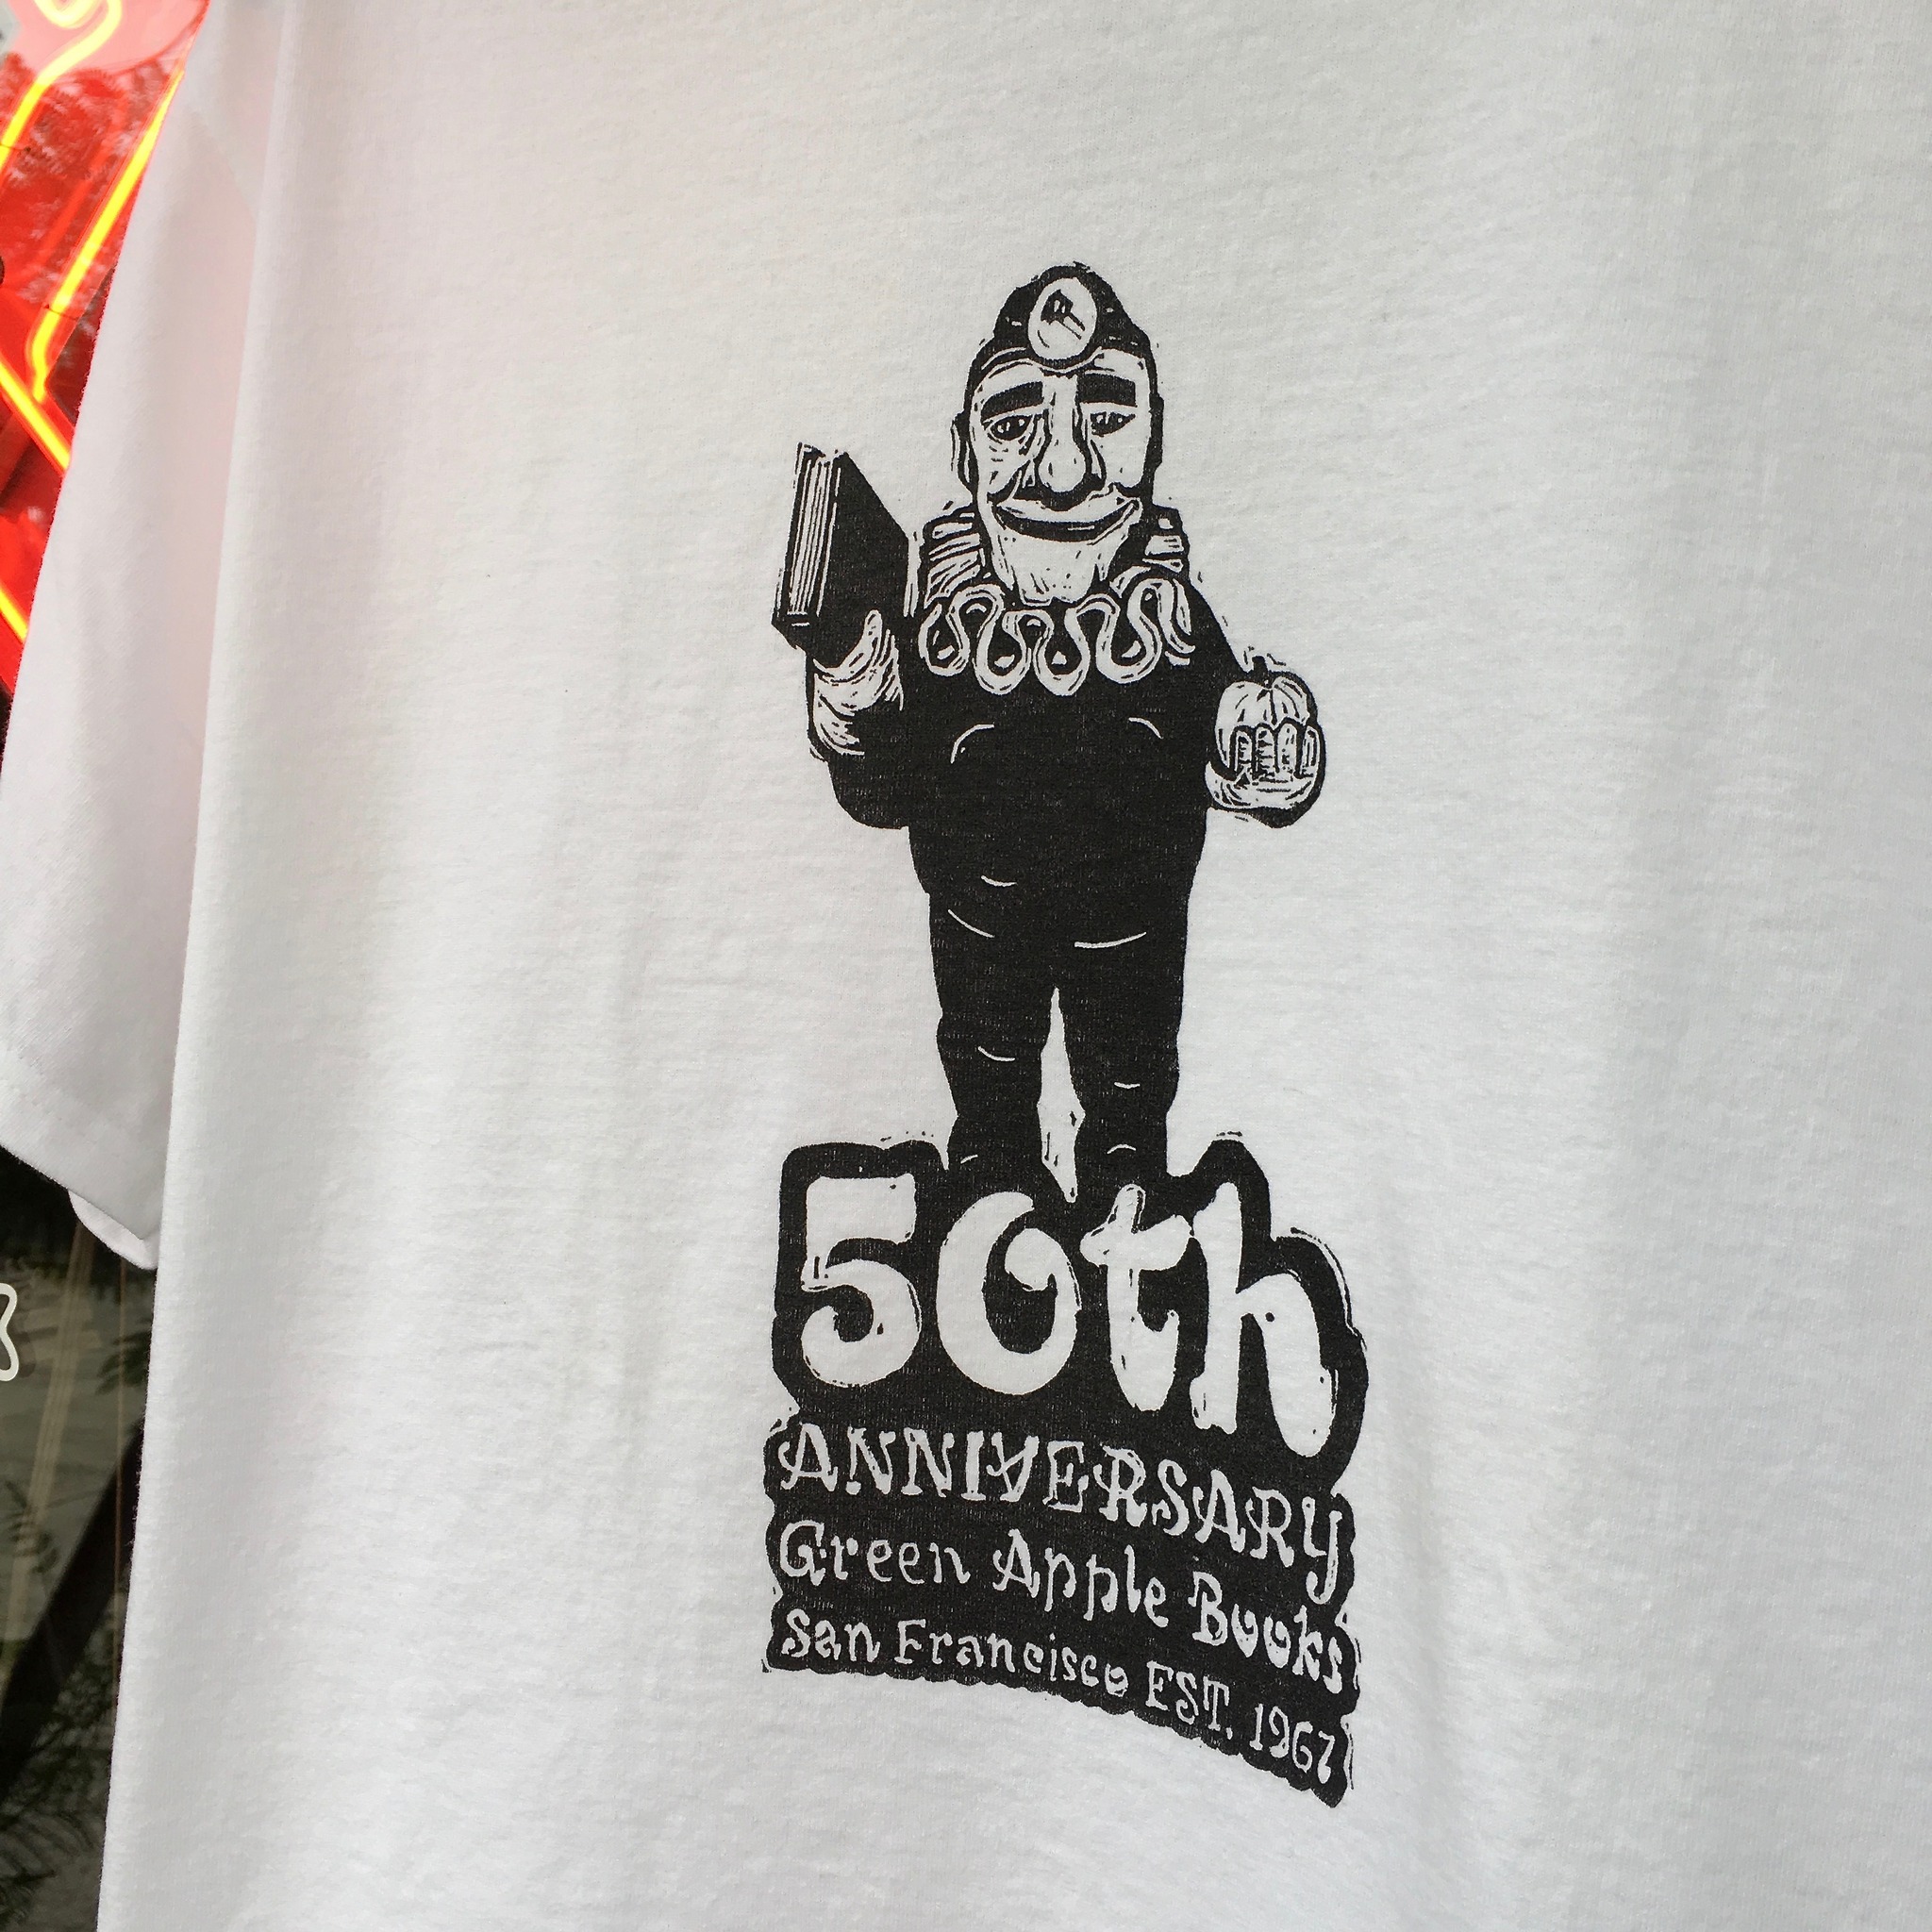 50th
ANNIVERSARY
Green Apple Books
San Francisco EST. 1967